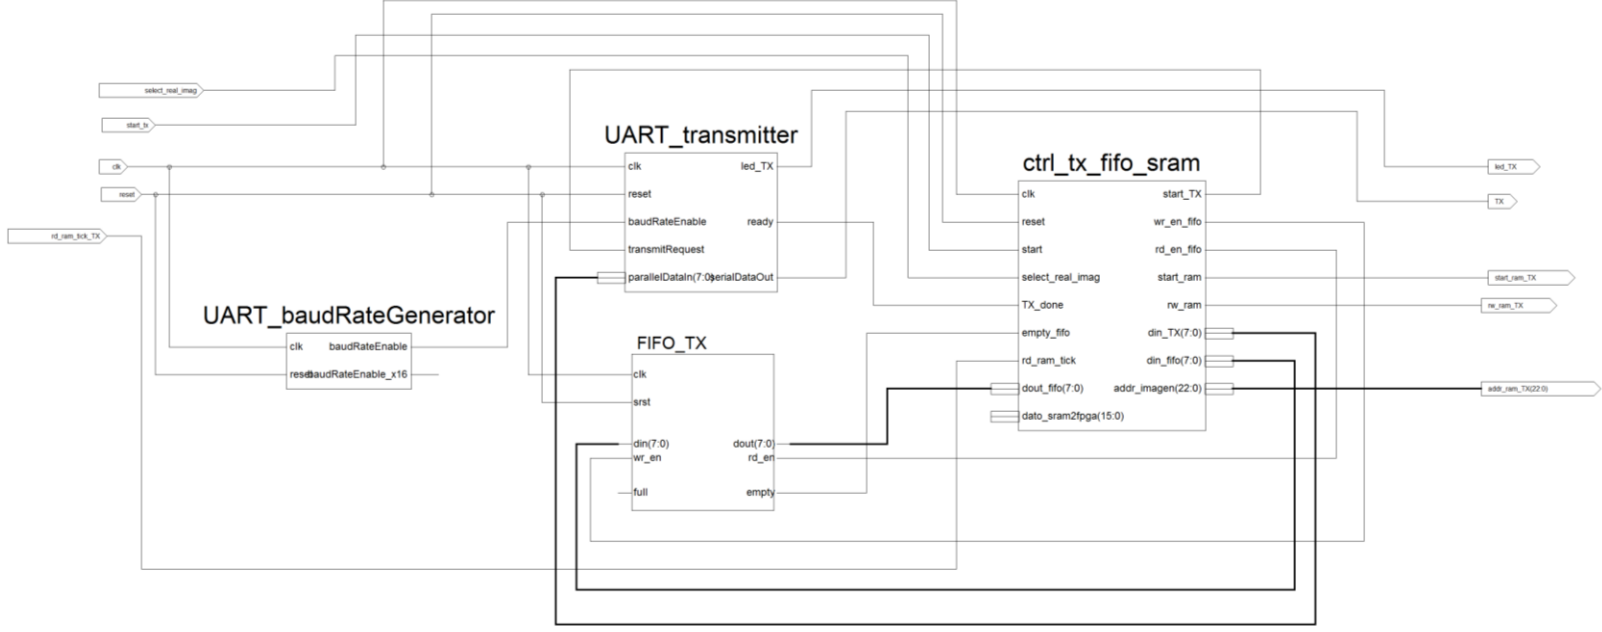 select_real_imag
start_tx
clk
reset
rd_ram_tick_TX
UART_baudRateGenerator
clk
baudRateEnable
reset
baudRateEnable_x16
UART_transmitter
clk
led_TX
reset
baudRateEnable
ready
transmitRequest
parallelDataIn(7:0)
serialDataOut
FIFO_TX
clk
srst
din(7:0)
dout(7:0)
wr_en
rd_en
full
empty
ctrl_tx_fifo_sram
clk
start_TX
reset
wr_en_fifo
start
rd_en_fifo
select_real_imag
start_ram
TX_done
rw_ram
empty_fifo
din_TX(7:0)
rd_ram_tick
din_fifo(7:0)
dout_fifo(7:0)
addr_imagen(22:0)
dato_sram2fpga(15:0)
led_TX
TX
start_ram_TX
rw_ram_TX
addr_ram_TX(22:0)